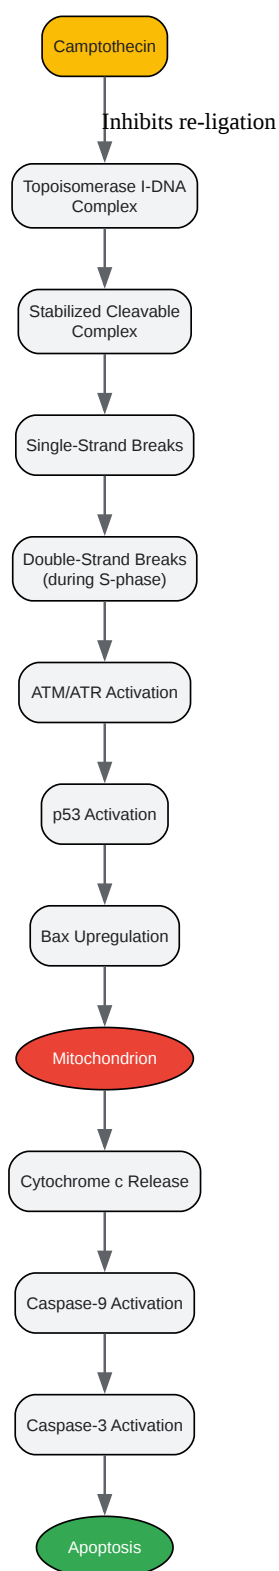 Camptothecin
Inhibits re-ligation
Topoisomerase I-DNA
Complex
Stabilized Cleavable
Complex
Single-Strand Breaks
Double-Strand Breaks
(during S-phase)
ATM/ATR Activation
p53 Activation
Bax Upregulation
Mitochondrion
Cytochrome c Release
Caspase-9 Activation
Caspase-3 Activation
Apoptosis